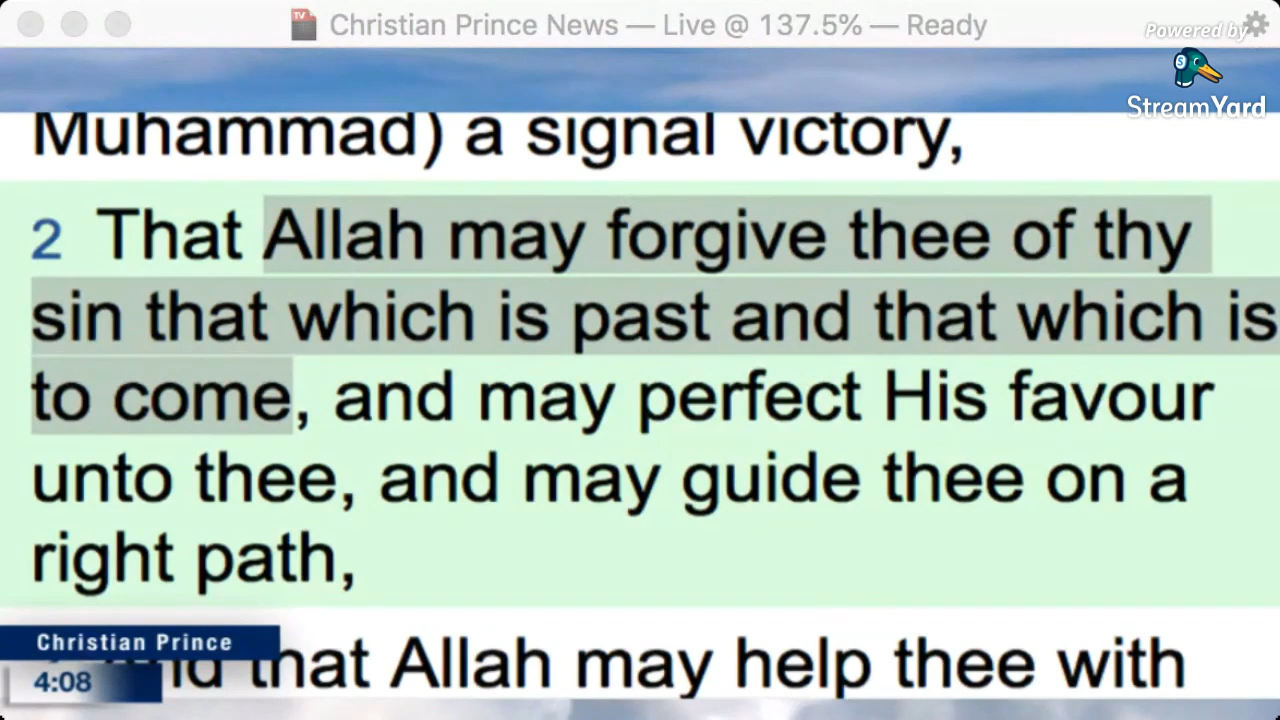 Christian Prince News — Live @ 137.5% — Ready
Powered by
StreamYard
Muhammad) a signal victory,
2 That Allah may forgive thee of thy
sin that which is past and that which is
to come, and may perfect His favour
unto thee, and may guide thee on a
right path,
that Allah may help thee with
Christian Prince
4:08